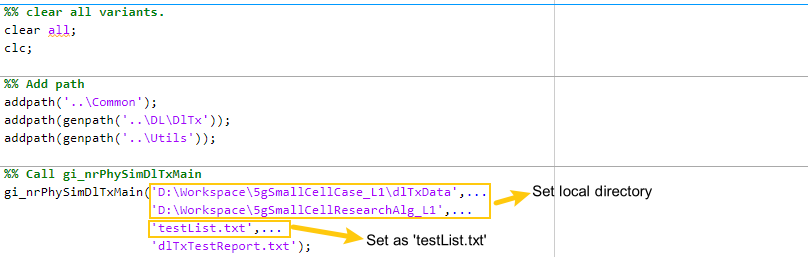 %% clear all variants.
clear all;
clc;
%% Add path
addpath('..\Common');
addpath(genpath('..\DL\DlTx'));
addpath(genpath('..\Utils'));
%% Call gi_nrPhySimDlTxMain
gi_nrPhySimDlTxMain('D:\Workspace\5gSmallCellCase_L1\dlTxData',... Set local directory
'D:\Workspace\5gSmallCellResearchAlg_L1',...
'testList.txt',... Set as 'testList.txt'
'dlTxTestReport.txt');